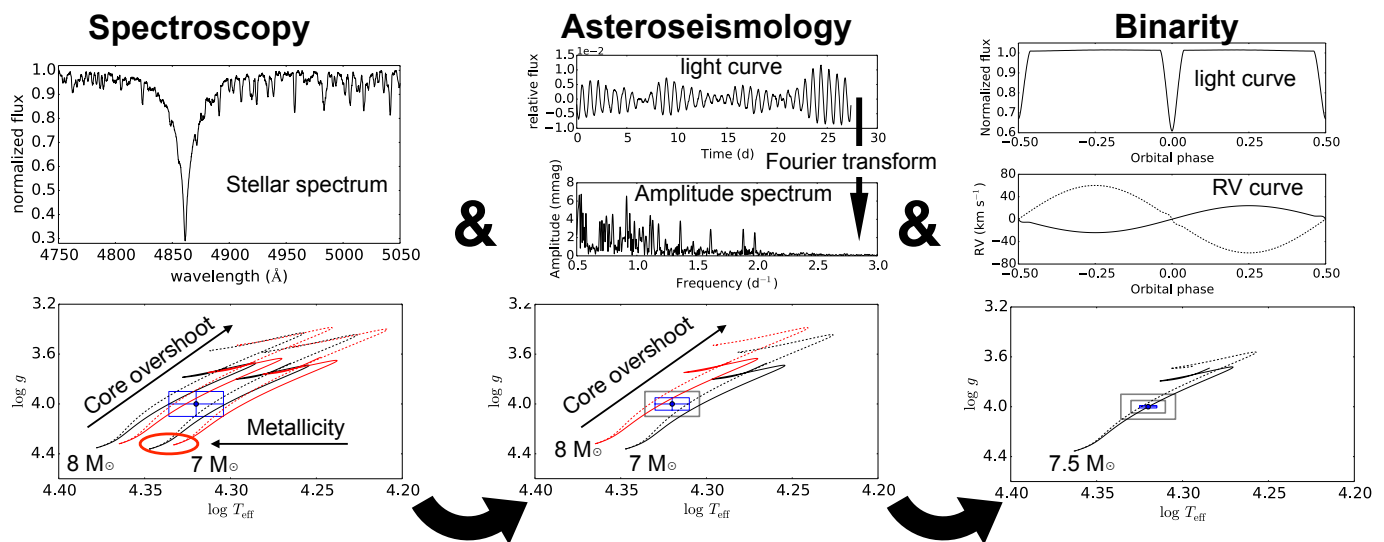 Spectroscopy
Asteroseismology
Binarity
1.0
0.9
0.8
0.7
0.6
0.5
0.4
0.3
normalized flux
Stellar spectrum
4750 4800 4850 4900 4950 5000 5050
wavelength (Å)
&
1e−2
1.5
1.0
0.5
0.0
−0.5
−1.0
relative flux
light curve
0 5 10 15 20 25 30
Time (d)
Fourier transform
8
6
4
2
0
Amplitude (mmag)
Amplitude spectrum
0.5 1.0 1.5 2.0 2.5 3.0
Frequency (d⁻¹)
&
1.0
0.9
0.8
0.7
0.6
Normalized flux
light curve
−0.50 −0.25 0.00 0.25 0.50
Orbital phase
80
40
0
−40
−80
RV (km s⁻¹)
RV curve
−0.50 −0.25 0.00 0.25 0.50
Orbital phase
3.2
3.6
4.0
4.4
log g
Core overshoot
Metallicity
8 M☉
7 M☉
4.40 4.35 4.30 4.25 4.20
log Teff
3.2
3.6
4.0
4.4
log g
Core overshoot
8 M☉
7 M☉
4.40 4.35 4.30 4.25 4.20
log Teff
3.2
3.6
4.0
4.4
log g
7.5 M☉
4.40 4.35 4.30 4.25 4.20
log Teff